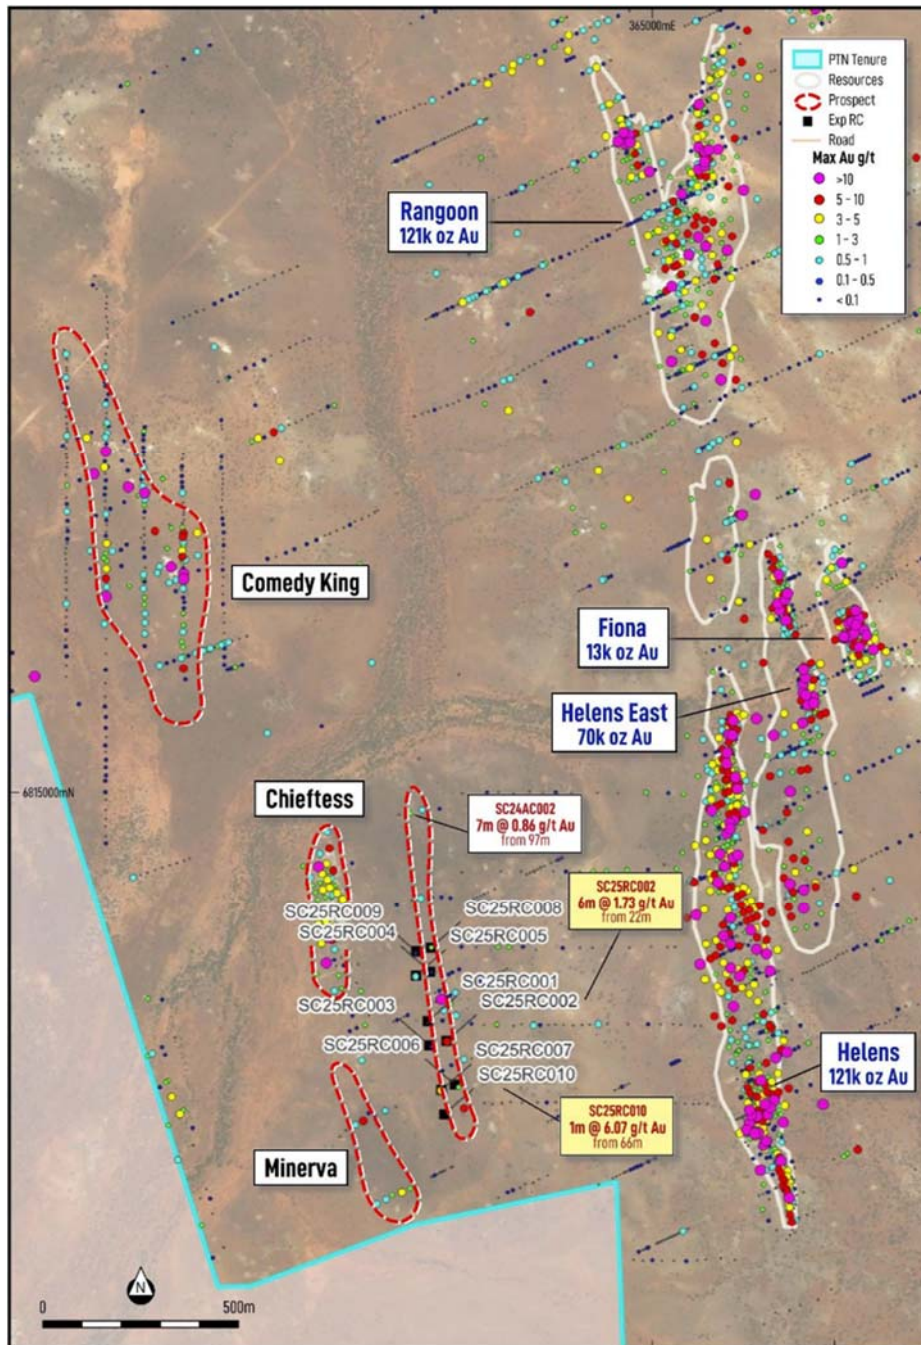 365000mE
PTN Tenure
Resources
Prospect
Exp RC
Road
Max Au g/t
>10
5 - 10
3 - 5
1 - 3
0.5 - 1
0.1 - 0.5
< 0.1
Rangoon
121k oz Au
Comedy King
Fiona
13k oz Au
Helens East
70k oz Au
6815000mN
Chieftess
SC24AC002
7m @ 0.86 g/t Au
from 97m
SC25RC002
6m @ 1.73 g/t Au
from 22m
SC25RC009
SC25RC008
SC25RC004
SC25RC005
SC25RC001
SC25RC003
SC25RC002
SC25RC006
SC25RC007
SC25RC010
Helens
121k oz Au
SC25RC010
1m @ 6.07 g/t Au
from 66m
Minerva
N
0
500m